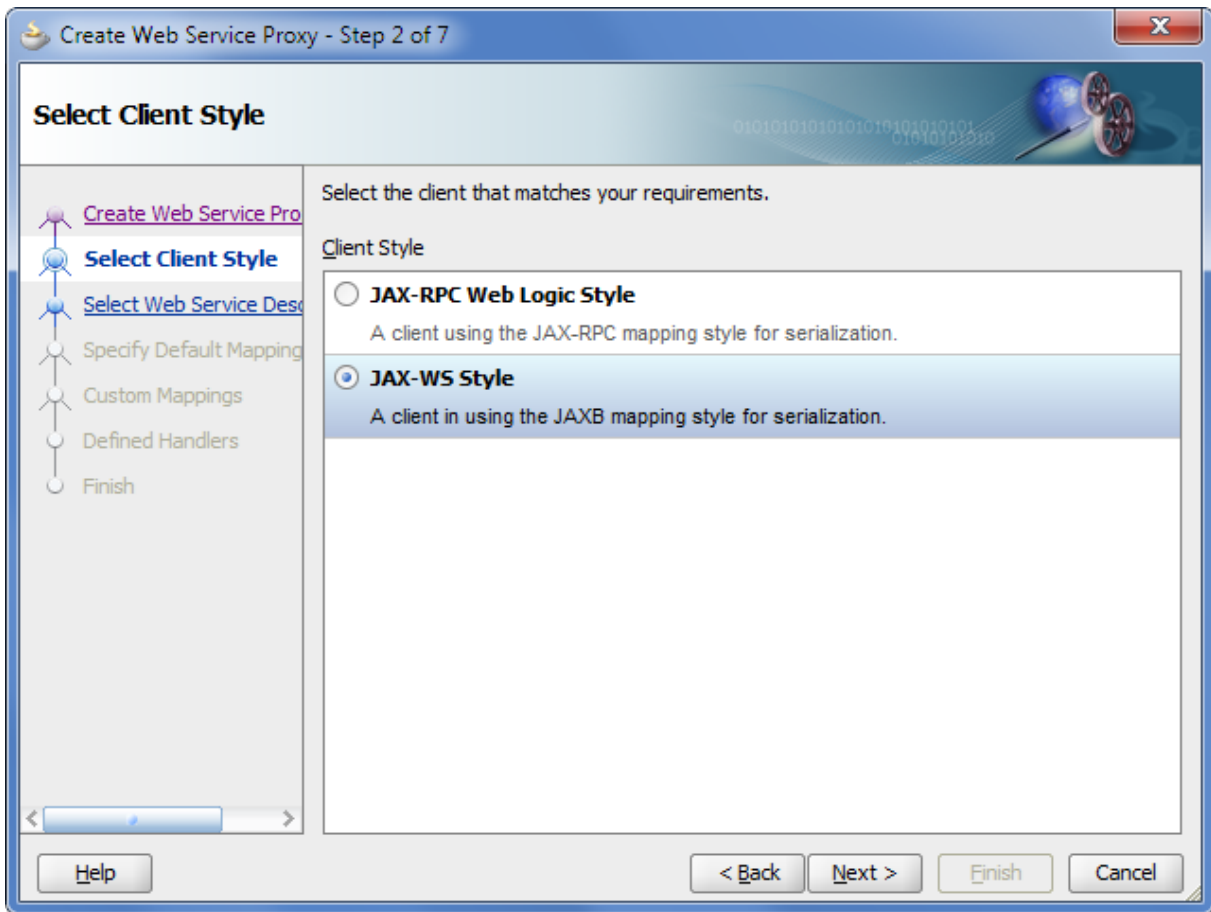 Create Web Service Proxy - Step 2 of 7
Select Client Style
Create Web Service Pro
Select Client Style
Select Web Service Desc
Specify Default Mapping
Custom Mappings
Defined Handlers
Finish
Select the client that matches your requirements.
Client Style
JAX-RPC Web Logic Style
A client using the JAX-RPC mapping style for serialization.
JAX-WS Style
A client in using the JAXB mapping style for serialization.
Help
< Back
Next >
Finish
Cancel